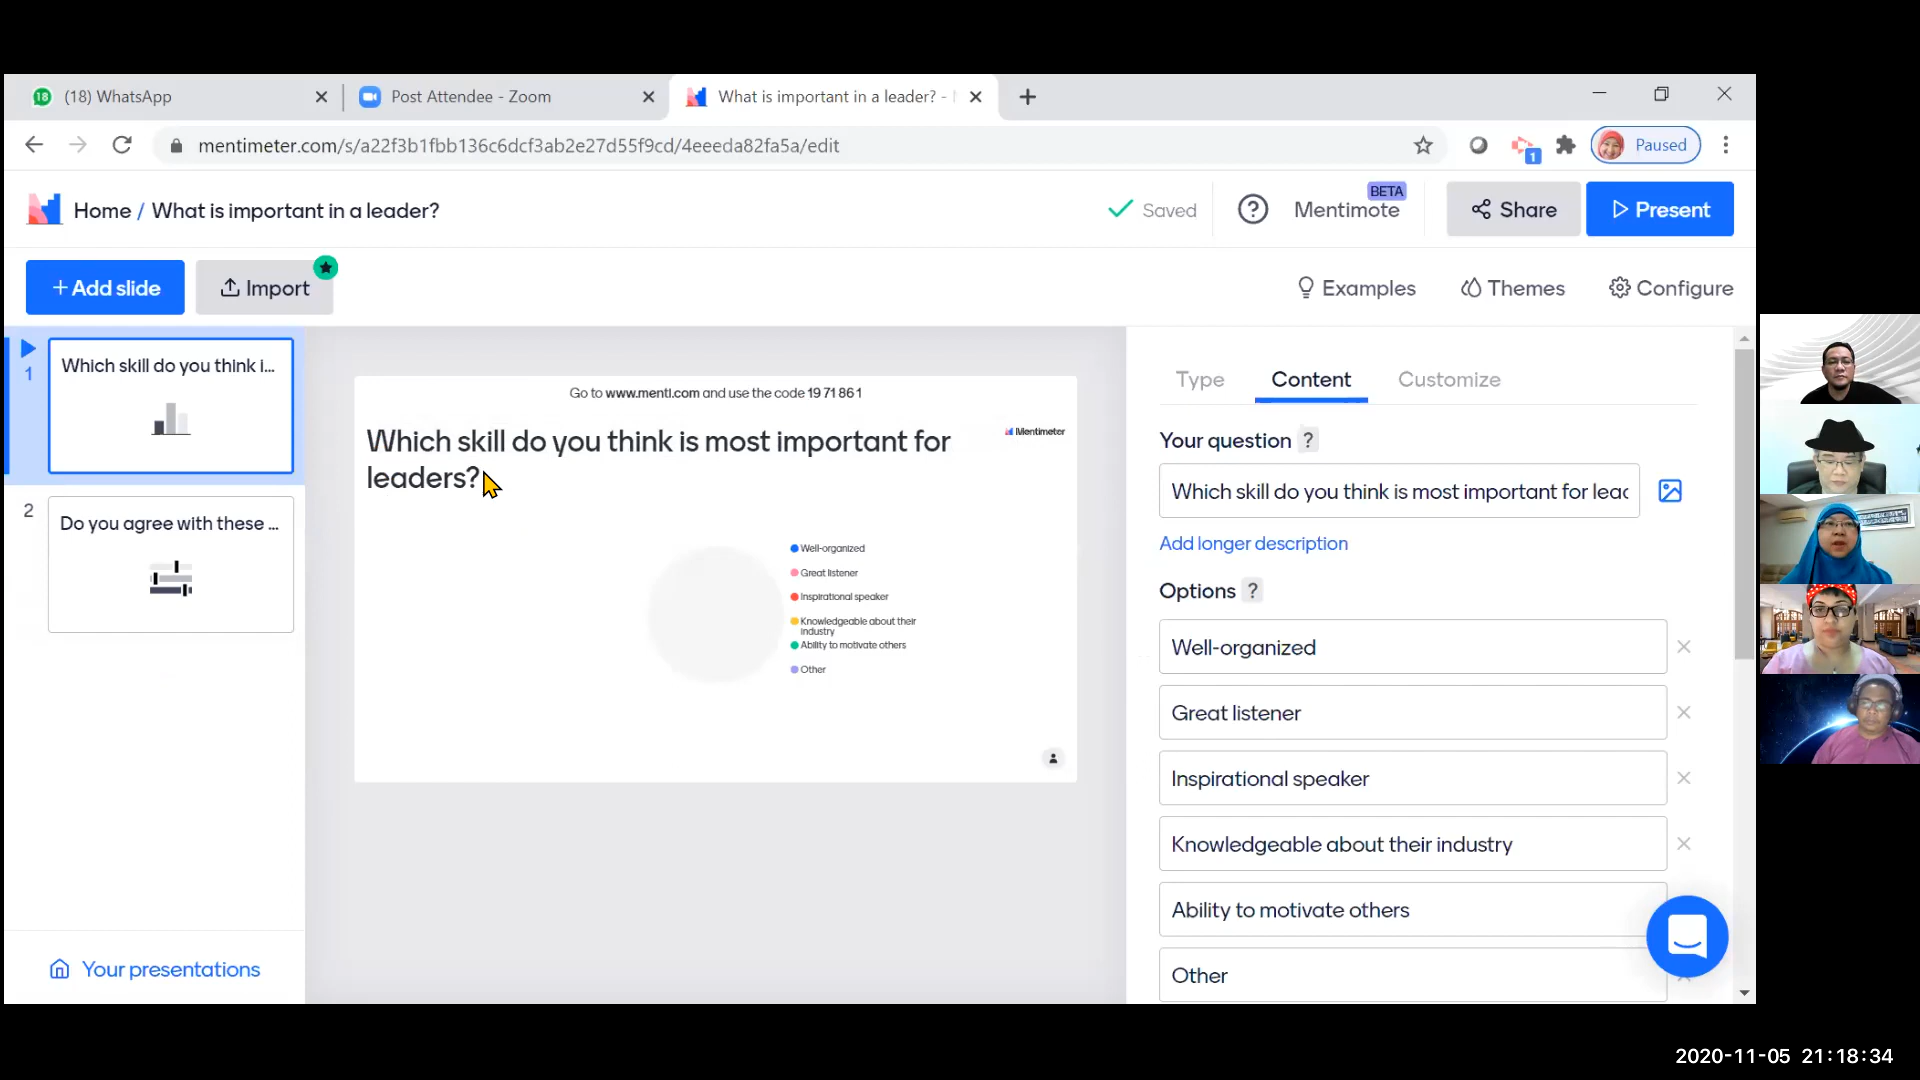 18
(18) WhatsApp
Post Attendee - Zoom
What is important in a leader? -
mentimeter.com/s/a22f3b1fbb136c6dcf3ab2e27d55f9cd/4eeeda82fa5a/edit
1
Paused
Home / What is important in a leader?
Saved
?
Mentimote
BETA
Share
Present
+ Add slide
Import
Examples
Themes
Configure
1
Which skill do you think i...
2
Do you agree with these ...
Your presentations
Go to www.menti.com and use the code 19 71 86 1
Which skill do you think is most important for
leaders?
Mentimeter
Well-organized
Great listener
Inspirational speaker
Knowledgeable about their
industry
Ability to motivate others
Other
Type
Content
Customize
Your question ?
Which skill do you think is most important for leac
Add longer description
Options ?
Well-organized
Great listener
Inspirational speaker
Knowledgeable about their industry
Ability to motivate others
Other
2020-11-05 21:18:34